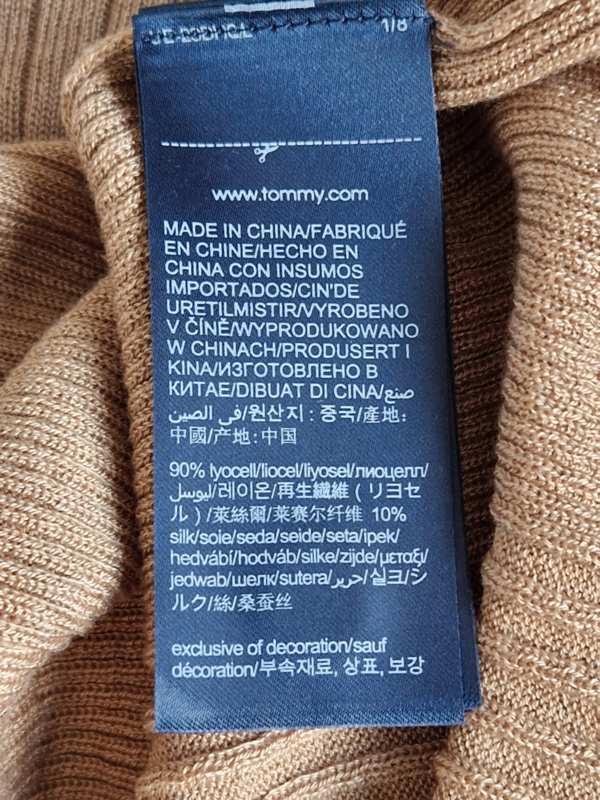 1/8
www.tommy.com
MADE IN CHINA/FABRIQUÉ
EN CHINE/HECHO EN
CHINA CON INSUMOS
IMPORTADOS/CIN'DE
URETILMISTIR/VYROBENO
V ČÍNĚ/WYPRODUKOWANO
W CHINACH/PRODUSERT I
KINA/ИЗГОТОВЛЕНО В
КИТАЕ/DIBUAT DI CINA/صنع
في الصين/원산지 : 중국/產地:
中國/产地:中国
90% lyocell/liocel/liyosel/лиоцелл/
ليوسل/레이온/再生繊維 ( リヨセ
ル ) /萊絲爾/莱赛尔纤维 10%
silk/soie/seda/seide/seta/ipek/
hedvábí/hodváb/silke/zijde/μεταξι/
jedwab/шелк/sutera/حرير/실크/シ
ルク/絲/桑蚕丝
exclusive of decoration/sauf
décoration/부속재료, 상표, 보강